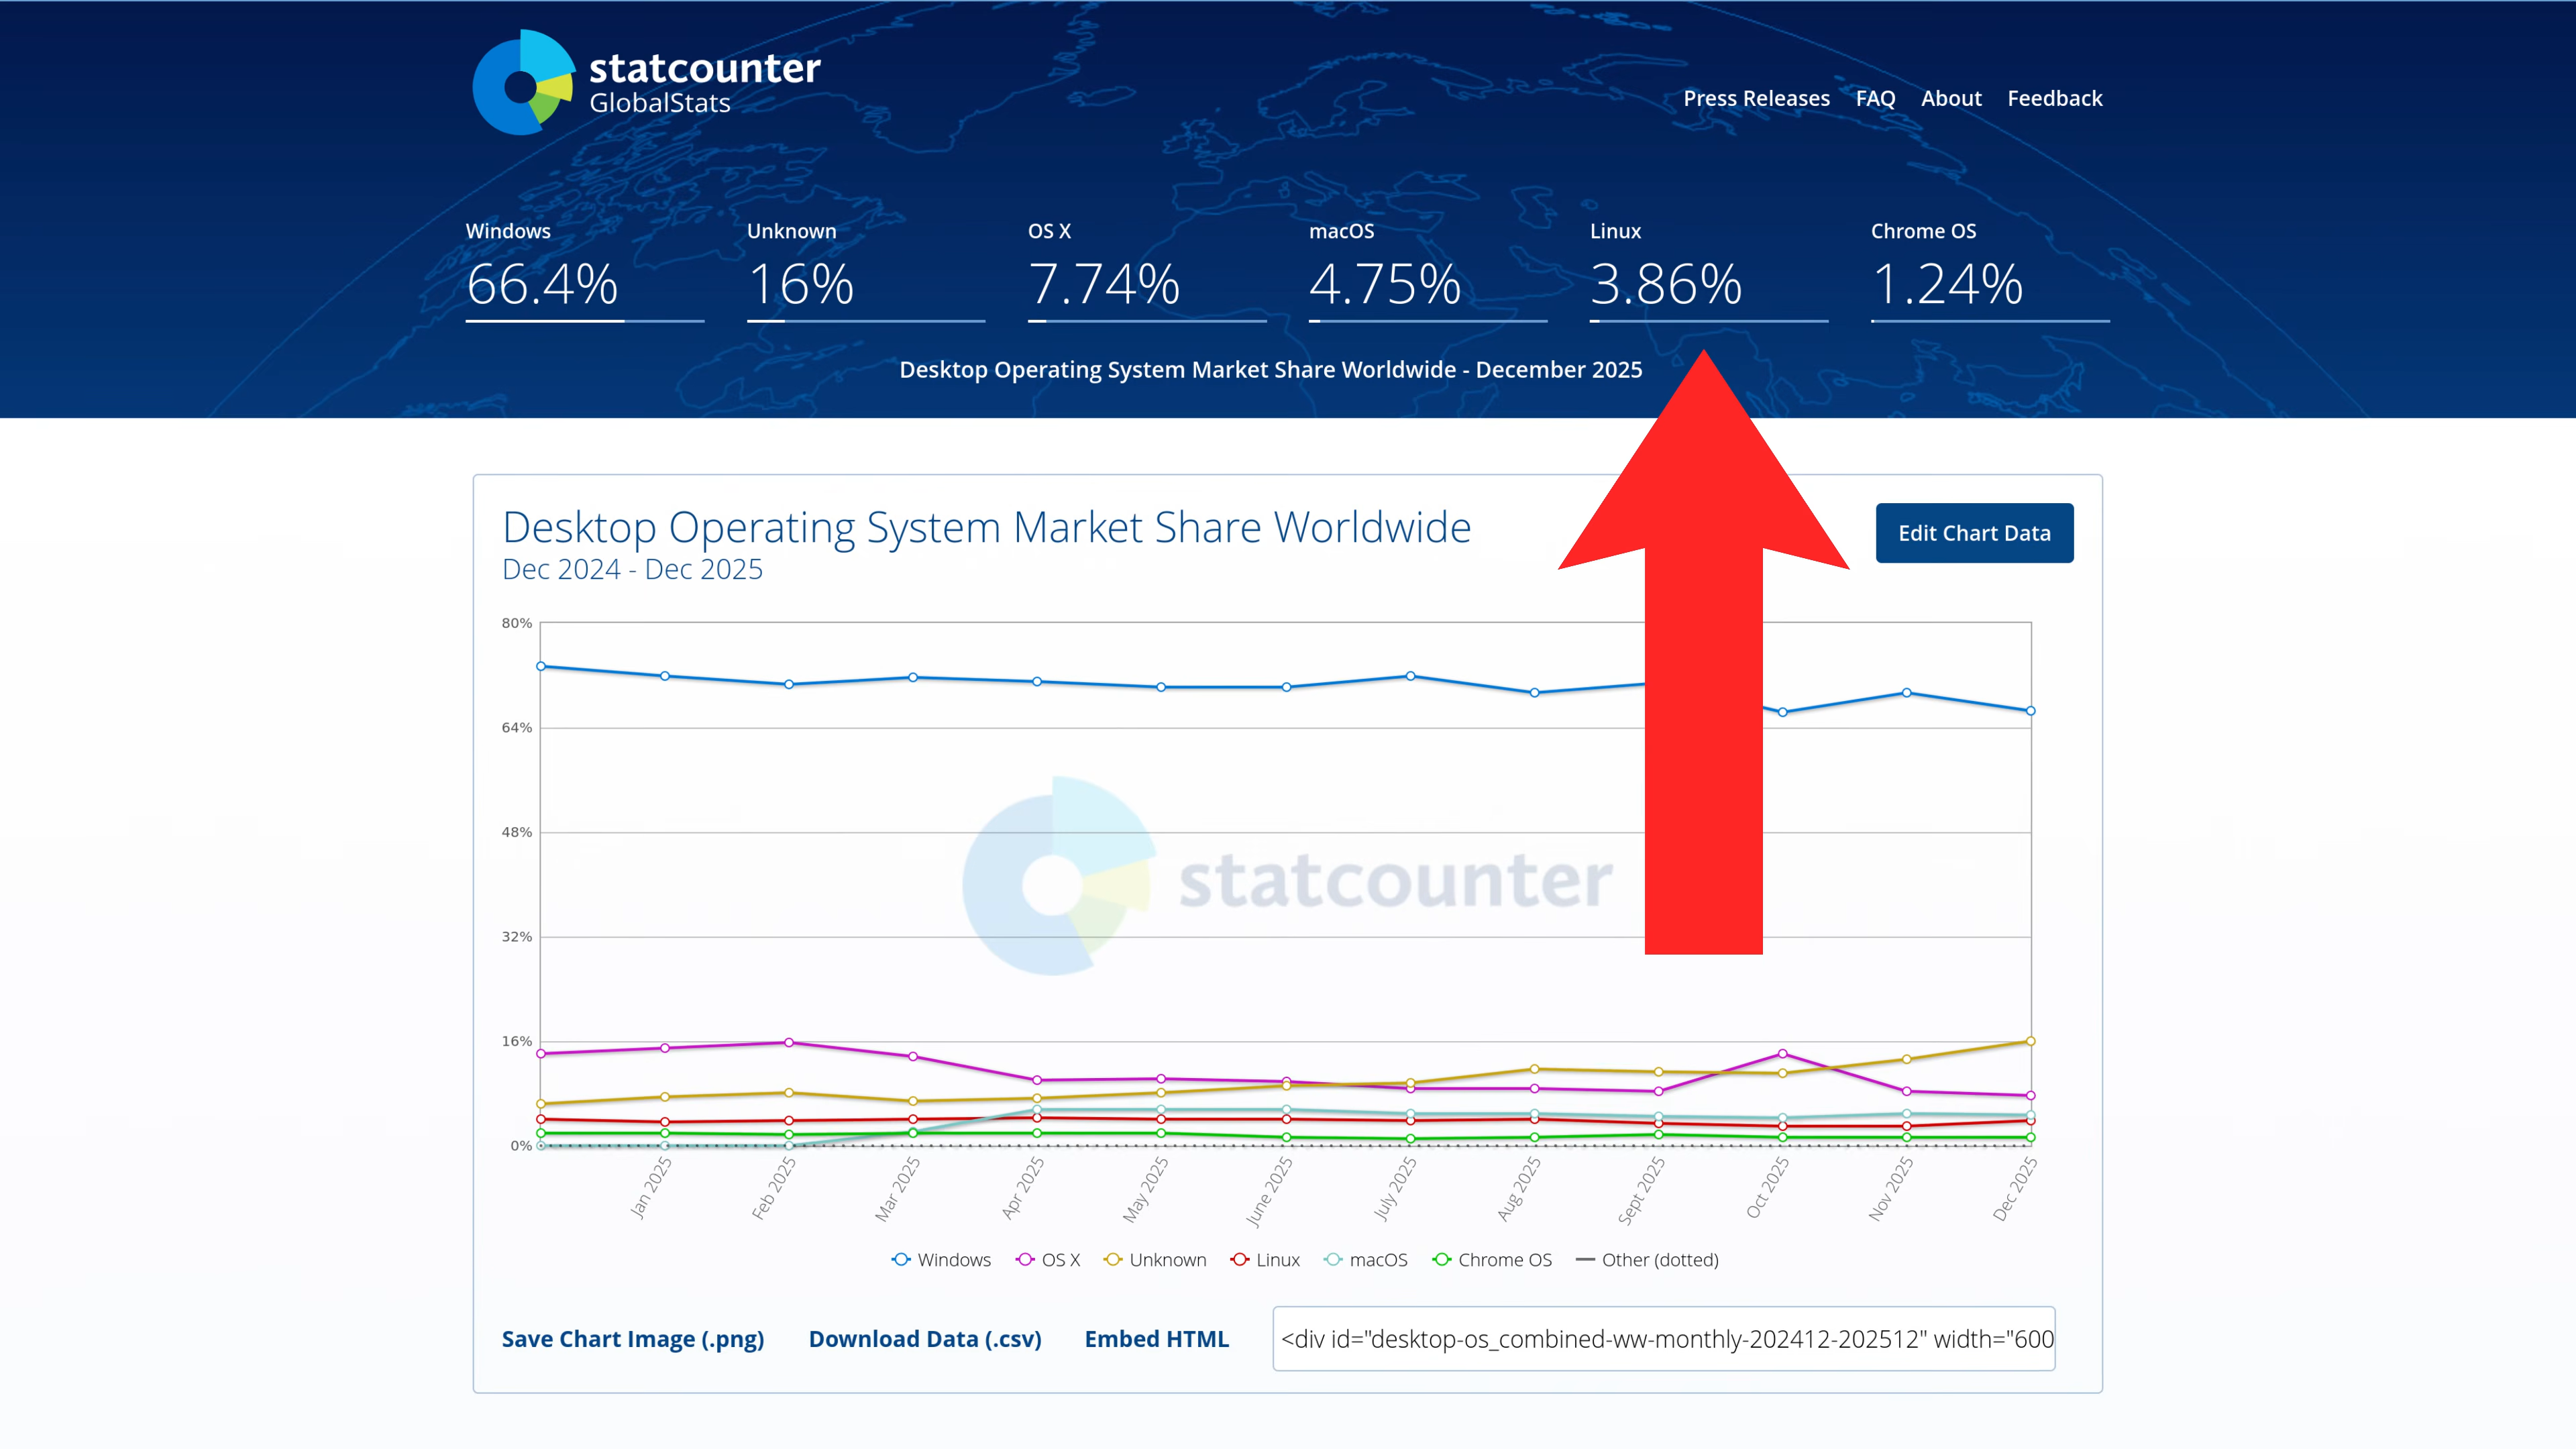 statcounter
GlobalStats
Press Releases FAQ About Feedback
Windows Unknown OS X macOS Linux Chrome OS
66.4% 16% 7.74% 4.75% 3.86% 1.24%
Desktop Operating System Market Share Worldwide - December 2025
Desktop Operating System Market Share Worldwide
Edit Chart Data
Dec 2024 - Dec 2025
80%
64%
48%
statcounter
32%
16%
0%
Jan 2025 Feb 2025 Mar 2025 Apr 2025 May 2025 June 2025 July 2025 Aug 2025 Sept 2025 Oct 2025 Nov 2025 Dec 2025
Windows OS X Unknown Linux macOS Chrome OS Other (dotted)
Save Chart Image (.png) Download Data (.csv) Embed HTML <div id="desktop-os_combined-ww-monthly-202412-202512" width="600